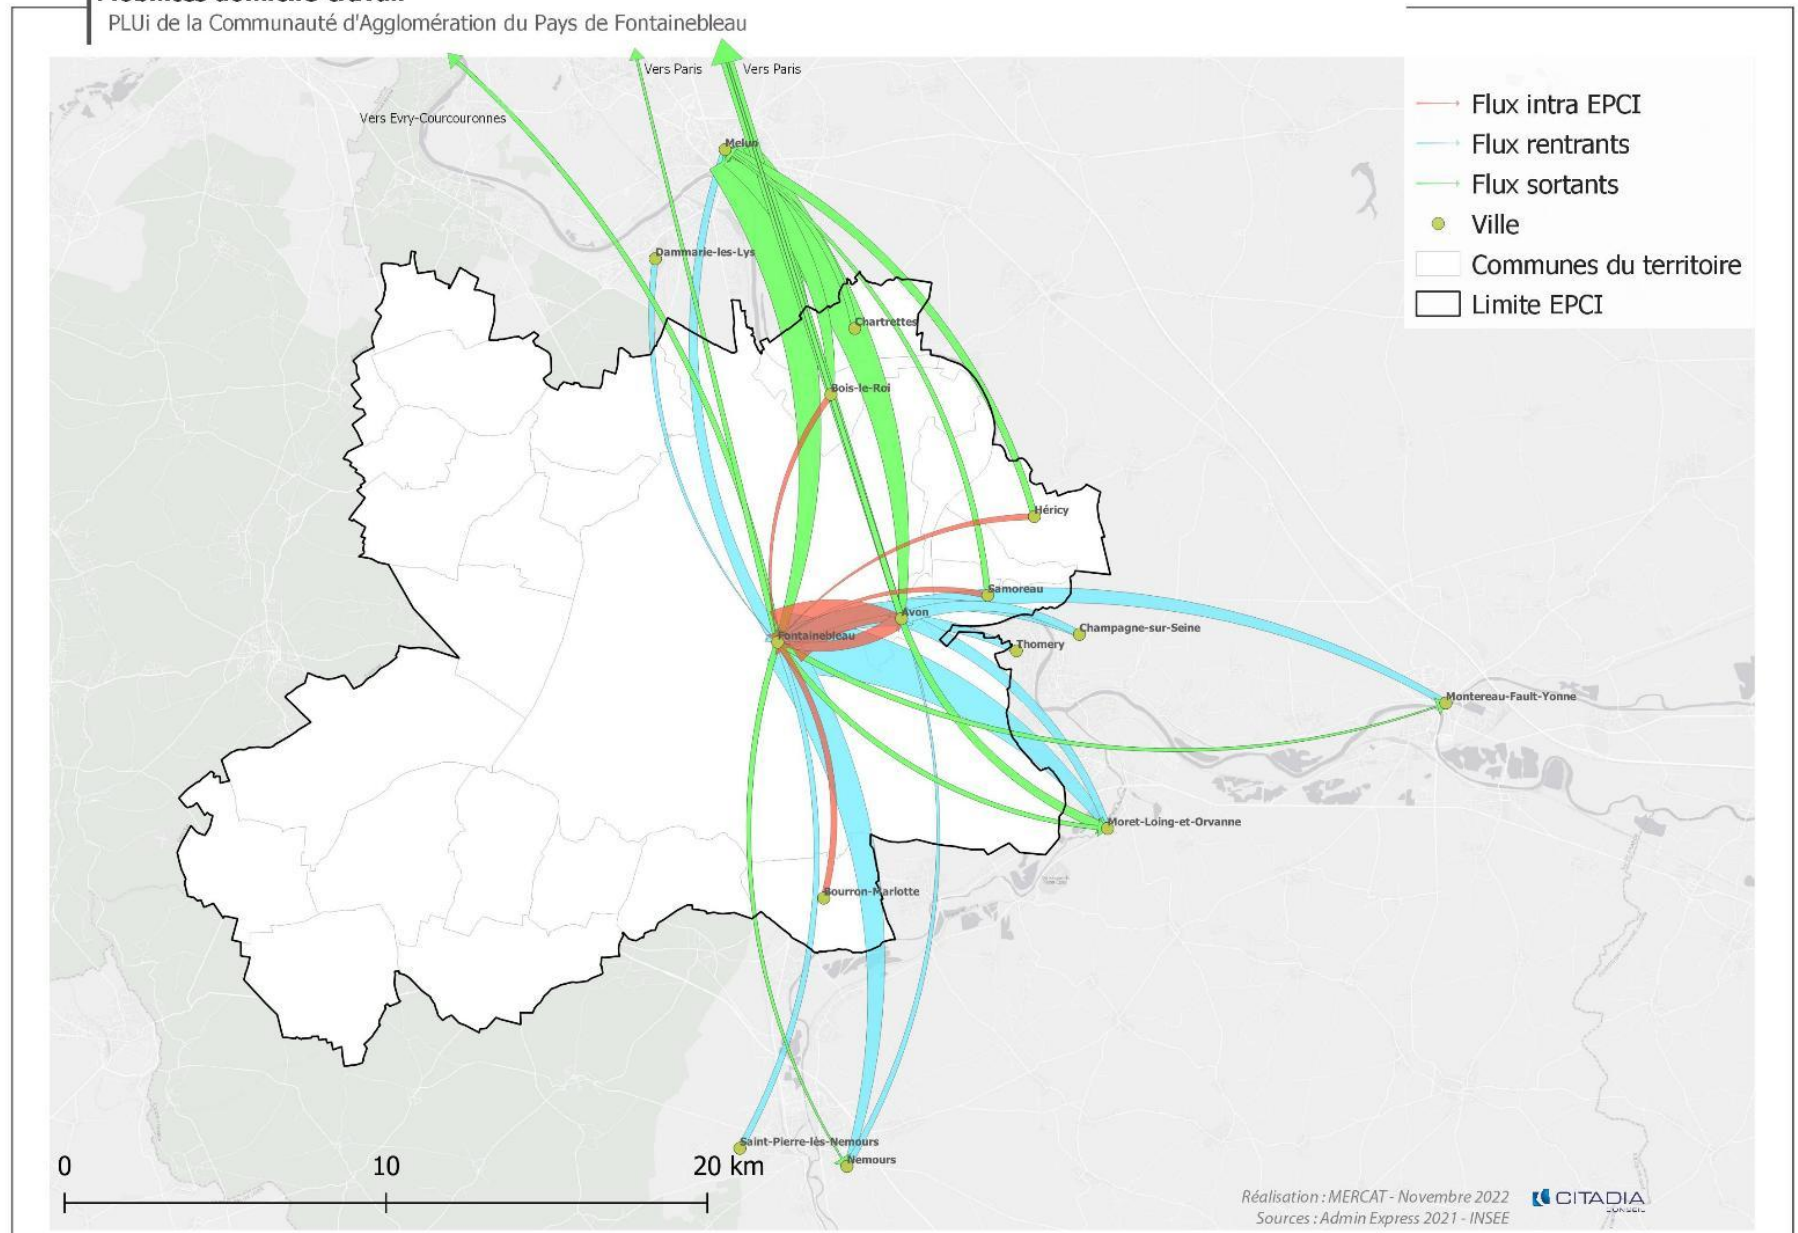 PLUi de la Communauté d'Agglomération du Pays de Fontainebleau
Vers Paris
Vers Paris
Vers Evry-Courcouronnes
Flux intra EPCI
Flux rentrants
Flux sortants
Ville
Communes du territoire
Limite EPCI
Melun
Dammarie-les-Lys
Chartrettes
Bois-le-Roi
Héricy
Samoreau
Avon
Fontainebleau
Champagne-sur-Seine
Thomery
Montereau-Fault-Yonne
Moret-Loing-et-Orvanne
Bourron-Marlotte
Saint-Pierre-lès-Nemours
Nemours
0 10 20 km
Réalisation : MERCAT - Novembre 2022
Sources : Admin Express 2021 - INSEE
CITADIA
CONSEIL